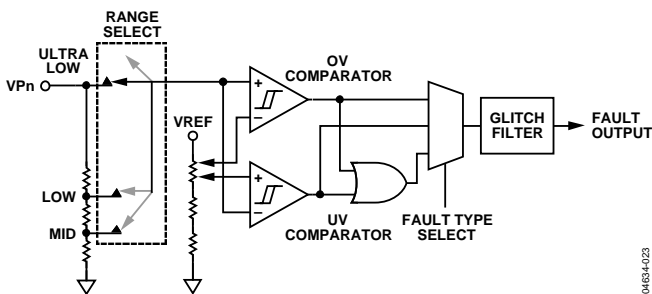 RANGE
SELECT
ULTRA
LOW
VPn
LOW
MID
VREF
+
−
OV
COMPARATOR
+
−
UV
COMPARATOR
FAULT TYPE
SELECT
GLITCH
FILTER
FAULT
OUTPUT
04634-023